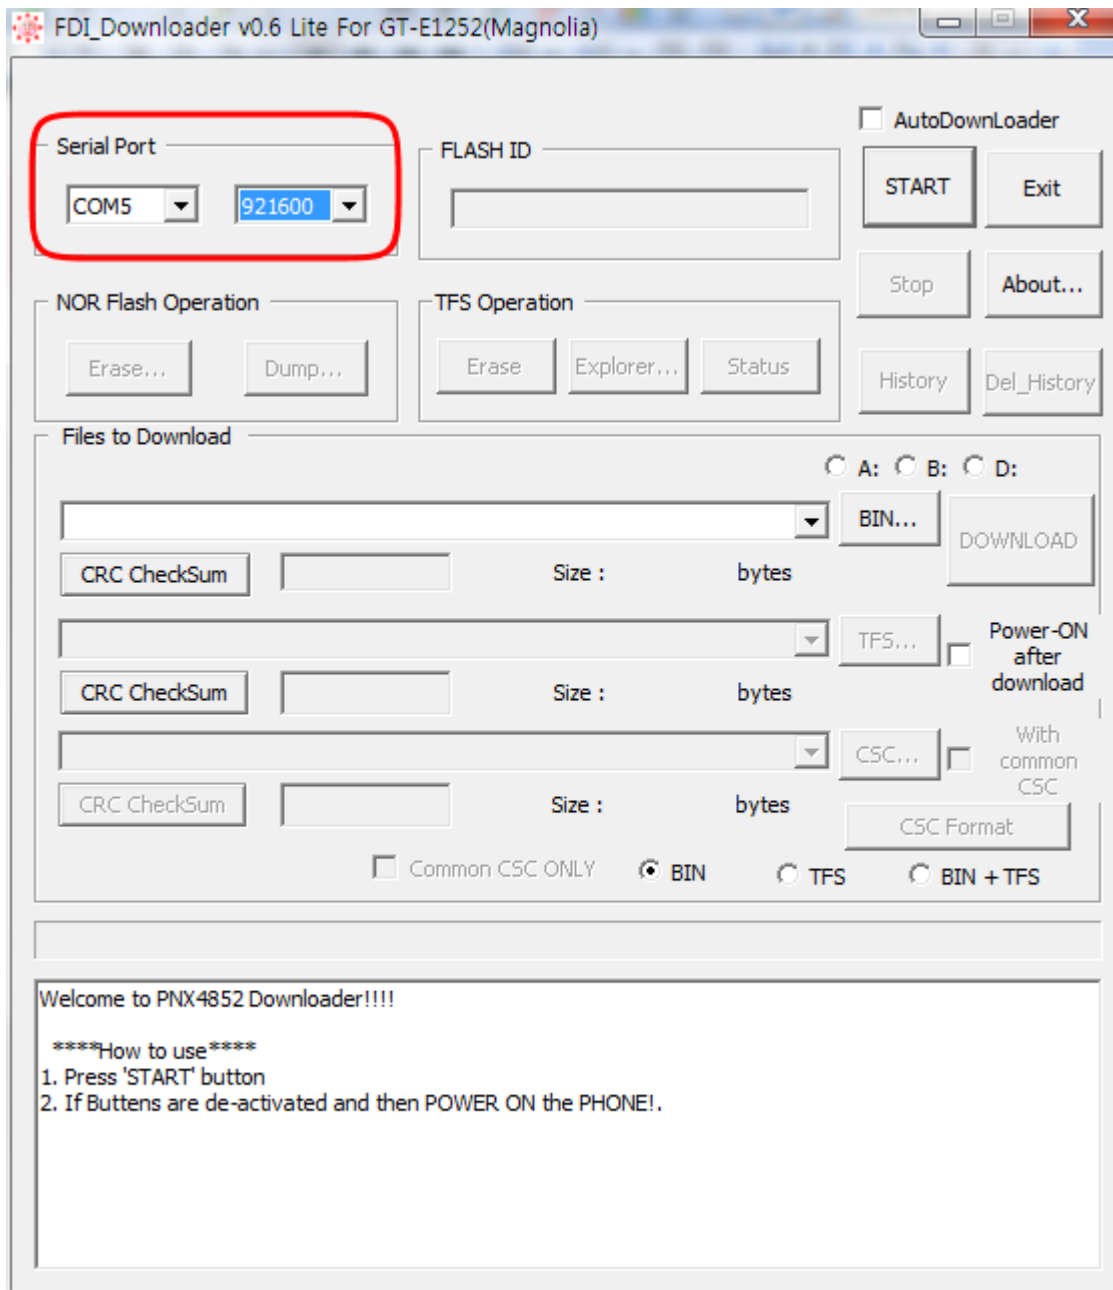 FDI_Downloader v0.6 Lite For GT-E1252(Magnolia)
AutoDownLoader
Serial Port
COM5
921600
FLASH ID
START
Exit
Stop
About...
NOR Flash Operation
Erase...
Dump...
TFS Operation
Erase
Explorer...
Status
History
Del_History
Files to Download
A:
B:
D:
BIN...
DOWNLOAD
CRC CheckSum
Size :
bytes
TFS...
Power-ON
after
download
CRC CheckSum
Size :
bytes
CSC...
With
common
CSC
CRC CheckSum
Size :
bytes
CSC Format
Common CSC ONLY
BIN
TFS
BIN + TFS
Welcome to PNX4852 Downloader!!!!
****How to use****
1. Press 'START' button
2. If Buttens are de-activated and then POWER ON the PHONE!.